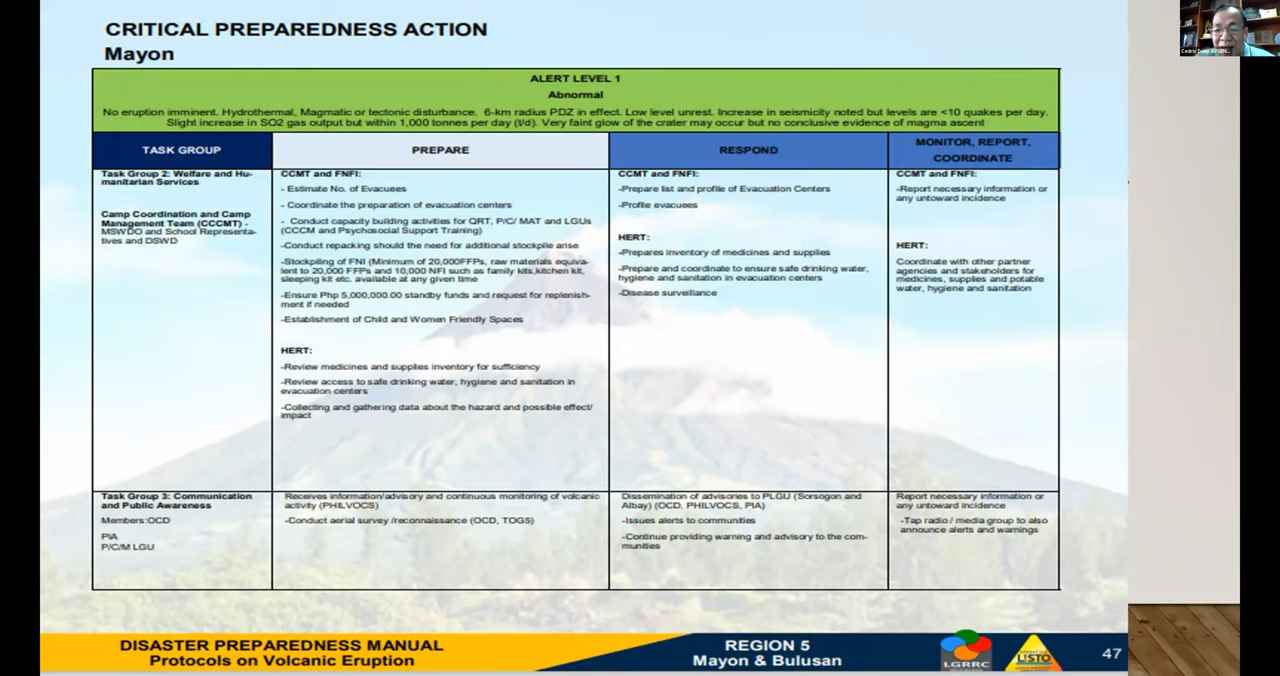 CRITICAL PREPAREDNESS ACTION
Mayon
ALERT LEVEL 1
Abnormal
No eruption imminent. Hydrothermal, Magmatic or tectonic disturbance. 6-km radius PDZ in effect. Low level unrest. Increase in seismicity noted but levels are <10 quakes per day.
Slight increase in SO2 gas output but within 1,000 tonnes per day (t/d). Very faint glow of the crater may occur but no conclusive evidence of magma ascent
TASK GROUP
PREPARE
RESPOND
MONITOR, REPORT,
COORDINATE
Task Group 2: Welfare and Hu-
manitarian Services
Camp Coordination and Camp
Management Team (CCCMT) -
MSWDO and School Representa-
tives and DSWD
CCMT and FNFI:
- Estimate No. of Evacuees
- Coordinate the preparation of evacuation centers
- Conduct capacity building activities for QRT, P/C/ MAT and LGUs
(CCCM and Psychosocial Support Training)
-Conduct repacking should the need for additional stockpile arise
-Stockpiling of FNI (Minimum of 20,000FFPs, raw materials equiva-
lent to 20,000 FFPs and 10,000 NFI such as family kits,kitchen kit,
sleeping kit etc. available at any given time
-Ensure Php 5,000,000.00 standby funds and request for replenish-
ment if needed
-Establishment of Child and Women Friendly Spaces
HERT:
-Review medicines and supplies inventory for sufficiency
-Review access to safe drinking water, hygiene and sanitation in
evacuation centers
-Collecting and gathering data about the hazard and possible effect/
impact
CCMT and FNFI:
-Prepare list and profile of Evacuation Centers
-Profile evacuees
HERT:
-Prepares inventory of medicines and supplies
-Prepare and coordinate to ensure safe drinking water,
hygiene and sanitation in evacuation centers
-Disease surveillance
CCMT and FNFI:
-Report necessary information or
any untoward incidence
HERT:
Coordinate with other partner
agencies and stakeholders for
medicines, supplies and potable
water, hygiene and sanitation
Task Group 3: Communication
and Public Awareness
Members:OCD
PIA
P/C/M LGU
Receives information/advisory and continuous monitoring of volcanic
activity (PHILVOCS)
-Conduct aerial survey /reconnaissance (OCD, TOG5)
Dissemination of advisories to PLGU (Sorsogon and
Albay) (OCD, PHILVOCS, PIA)
-Issues alerts to communities
-Continue providing warning and advisory to the com-
munities
Report necessary information or
any untoward incidence
-Tap radio / media group to also
announce alerts and warnings
DISASTER PREPAREDNESS MANUAL
Protocols on Volcanic Eruption
REGION 5
Mayon & Bulusan
LGRRC
LISTO
47